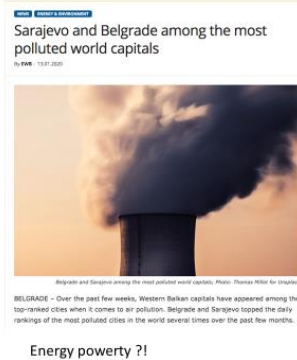 NEWS ENERGY & ENVIRONMENT
Sarajevo and Belgrade among the most
polluted world capitals
By EWB - 13.01.2020
Belgrade and Sarajevo among the most polluted world capitals; Photo: Thomas Millot for Unsplas
BELGRADE – Over the past few weeks, Western Balkan capitals have appeared among th
top-ranked cities when it comes to air pollution. Belgrade and Sarajevo topped the daily
rankings of the most polluted cities in the world several times over the past few months.
Energy powerty ?!